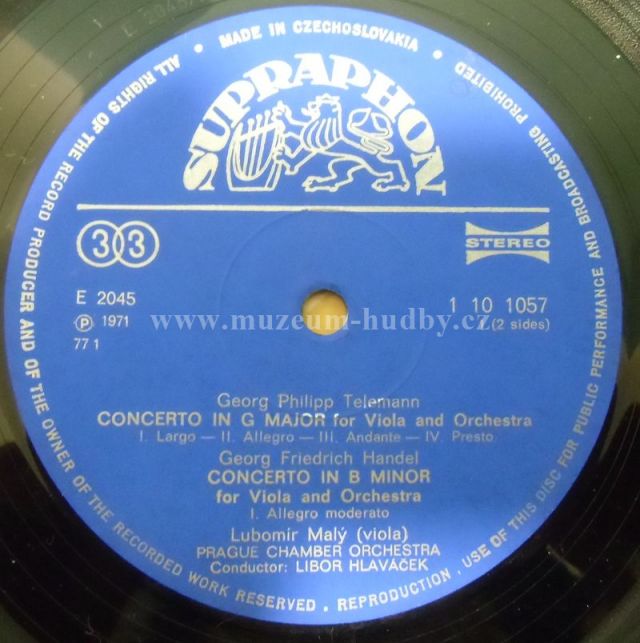 ALL RIGHTS OF THE RECORD PRODUCER AND OF THE OWNER OF THE RECORDED WORK RESERVED . REPRODUCTION, USE OF THIS DISC FOR PUBLIC PERFORMANCE AND BROADCASTING PROHIBITED
MADE IN CZECHOSLOVAKIA
SUPRAPHON
33
STEREO
E 2045
1 10 1057
Ⓟ 1971
(2 sides)
77 1
www.muzeum-hudby.cz
Georg Philipp Telemann
CONCERTO IN G MAJOR for Viola and Orchestra
I. Largo — II. Allegro — III. Andante — IV. Presto
Georg Friedrich Handel
CONCERTO IN B MINOR
for Viola and Orchestra
I. Allegro moderato
Lubomír Malý (viola)
PRAGUE CHAMBER ORCHESTRA
Conductor: LIBOR HLAVÁČEK